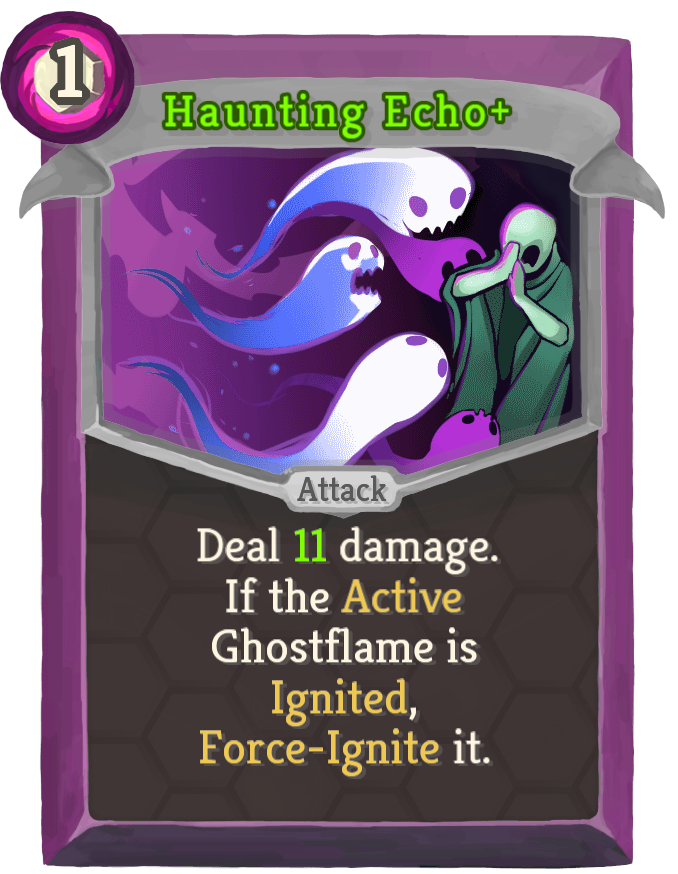 1
Haunting Echo+
Attack
Deal 11 damage.
If the Active
Ghostflame is
Ignited,
Force-Ignite it.